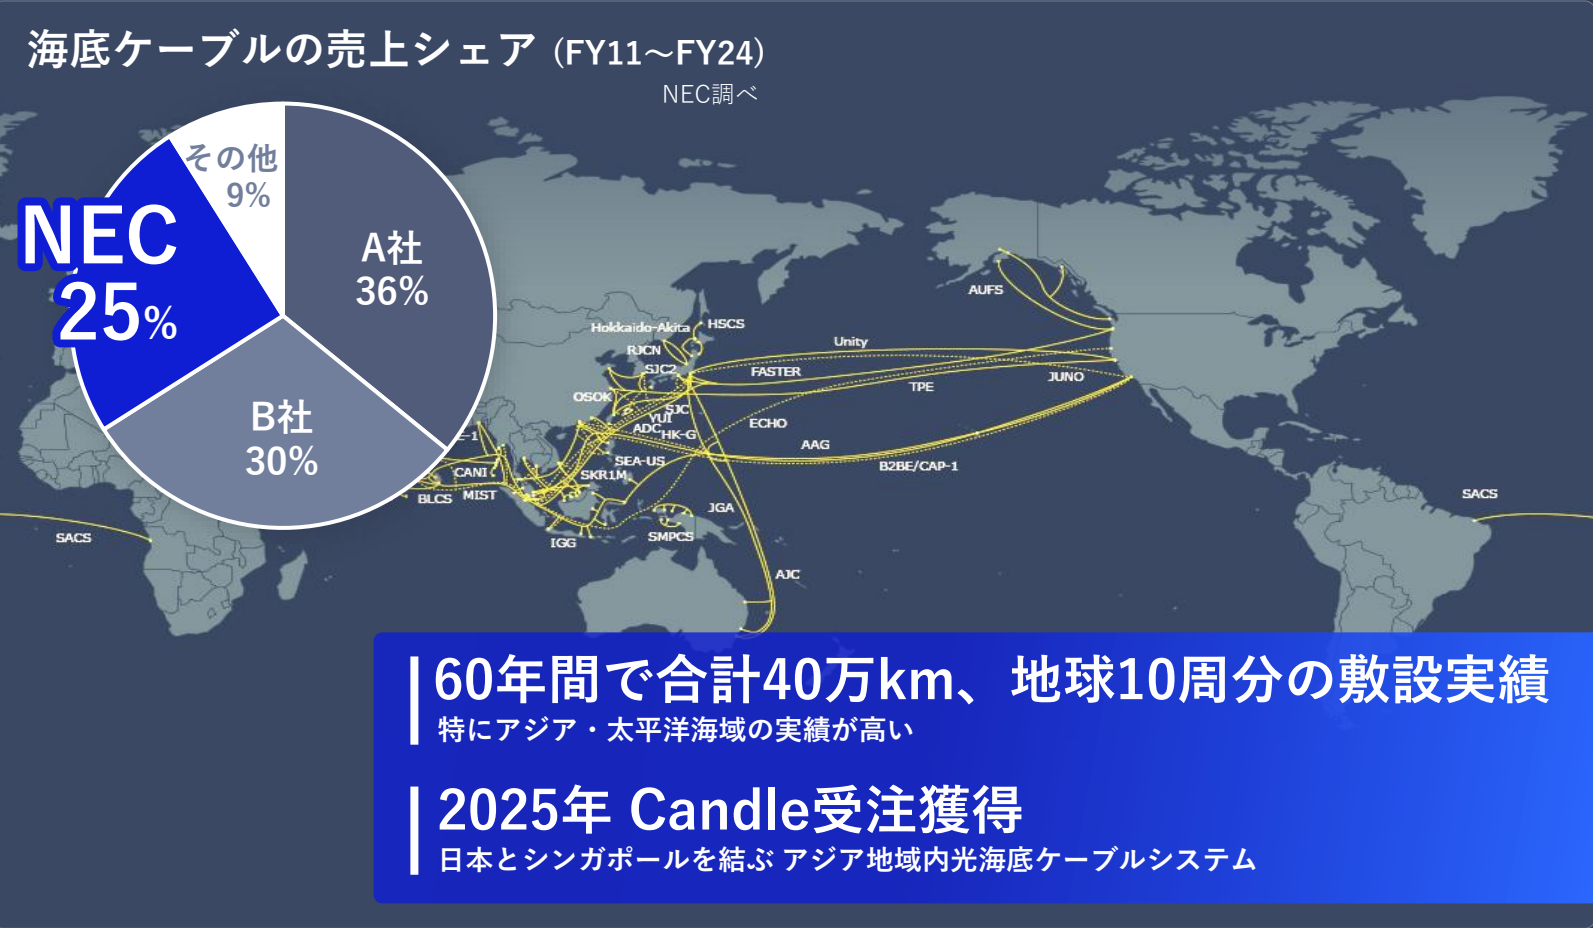 海底ケーブルの売上シェア (FY11～FY24)
NEC調べ
その他
9%
NEC
25%
A社
36%
B社
30%
AUFS
Hokkaido-Akita
HSCS
RJCN
SJC2
Unity
FASTER
TPE
JUNO
OSOK
SJC
YUI
ADC
HK-G
ECHO
AAG
B2BE/CAP-1
SEA-US
SKR1M
CANI
BLCS
MIST
JGA
SMPCS
IGG
AJC
SACS
SACS
60年間で合計40万km、地球10周分の敷設実績
特にアジア・太平洋海域の実績が高い
2025年 Candle受注獲得
日本とシンガポールを結ぶ アジア地域内光海底ケーブルシステム